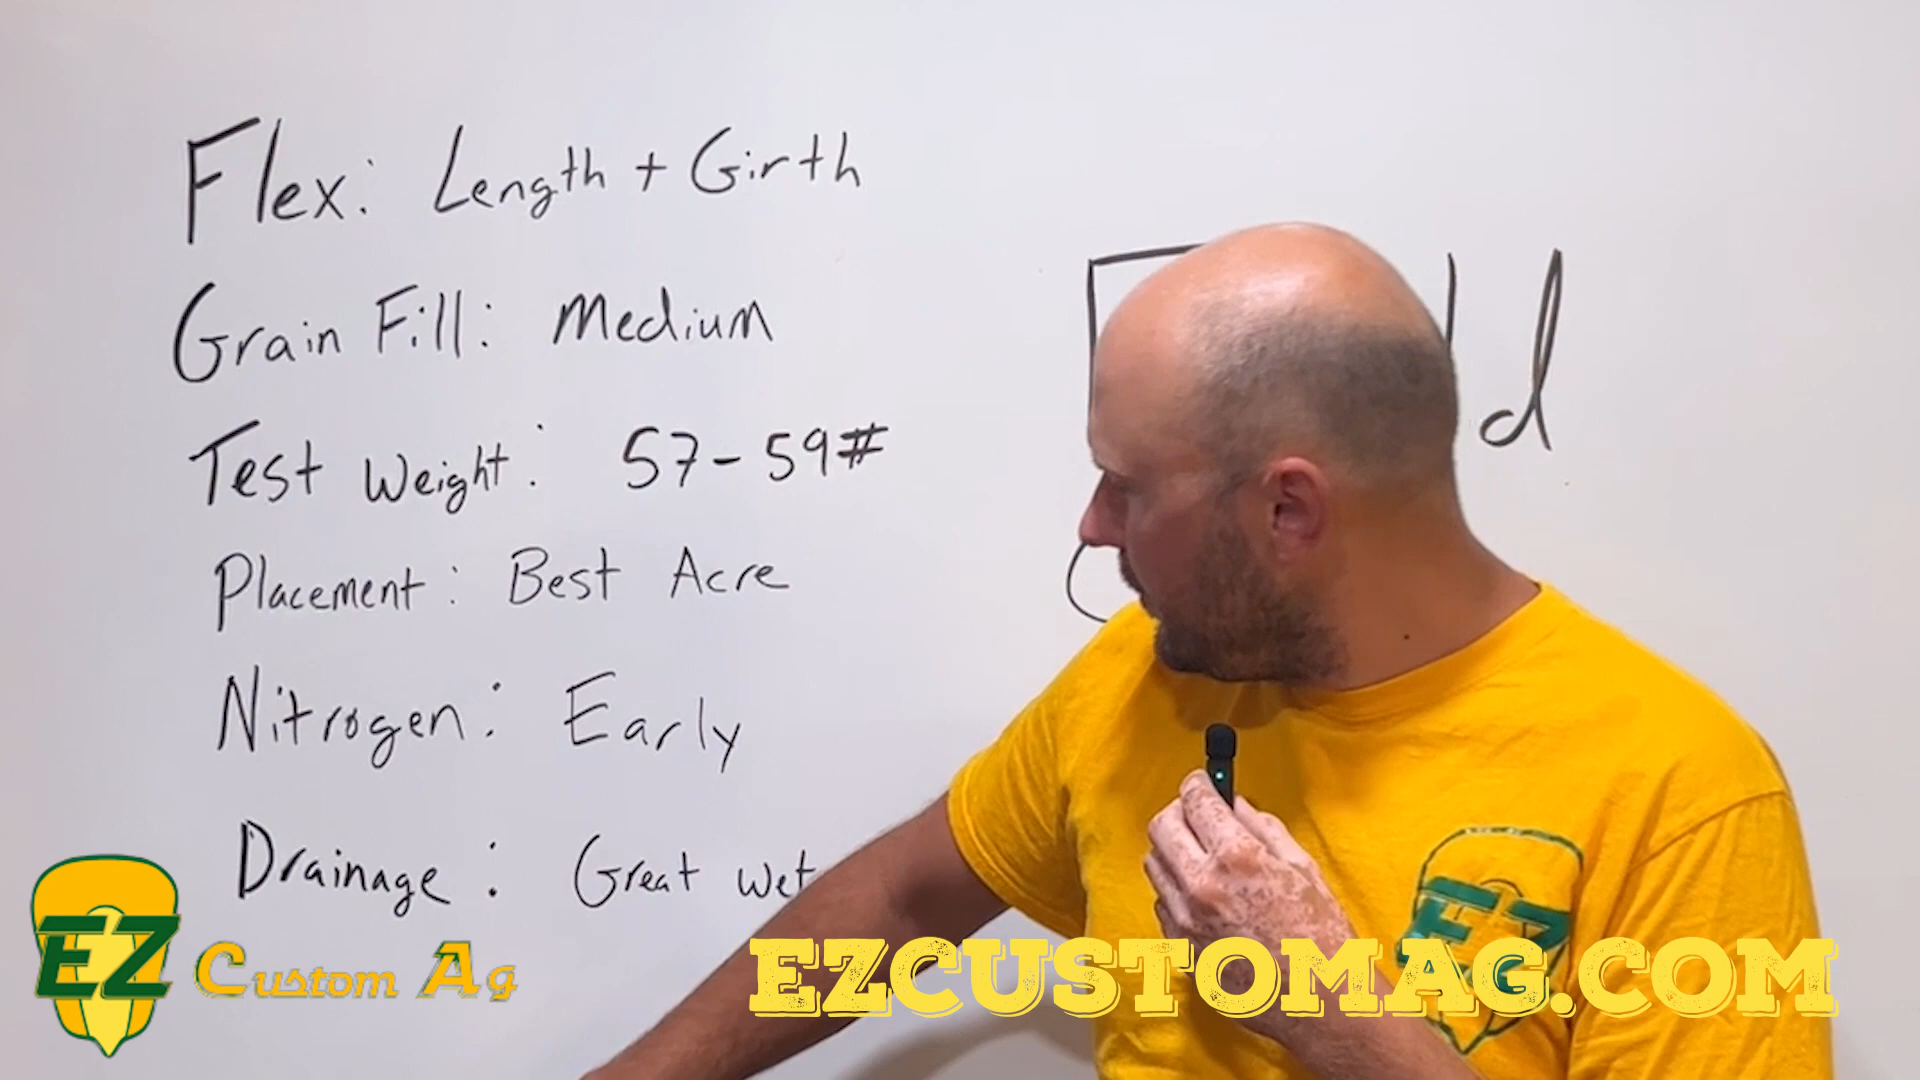 Flex: Length + Girth
Grain Fill: Medium
d
Test Weight: 57-59#
Placement: Best Acre
Nitrogen: Early
Drainage: Great wet
EZ Custom Ag
EZ
EZCUSTOMAG.COM